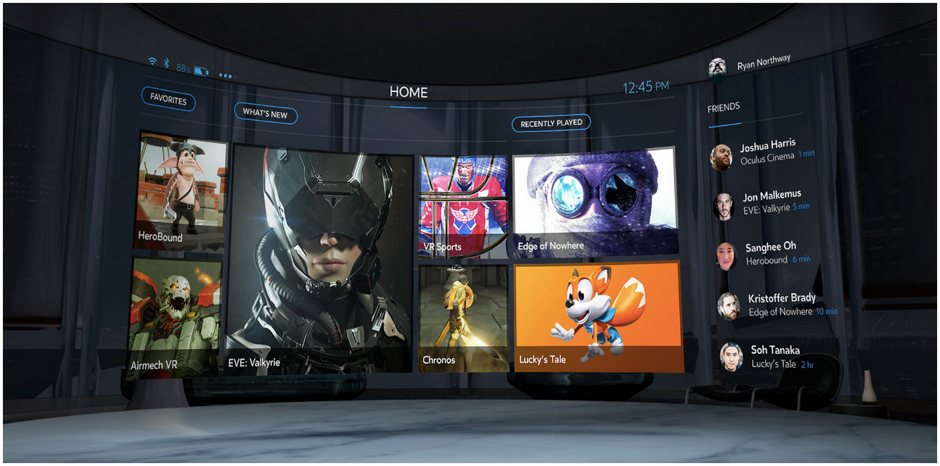 88%
Ryan Northway
HOME
12:45 PM
FAVORITES
WHAT'S NEW
RECENTLY PLAYED
FRIENDS
HeroBound
Airmech VR
EVE: Valkyrie
VR Sports
Chronos
Edge of Nowhere
Lucky's Tale
Joshua Harris
Oculus Cinema 1 min
Jon Malkemus
EVE: Valkyrie 5 min
Sanghee Oh
Herobound 6 min
Kristoffer Brady
Edge of Nowhere 10 min
Soh Tanaka
Lucky's Tale 2 hr